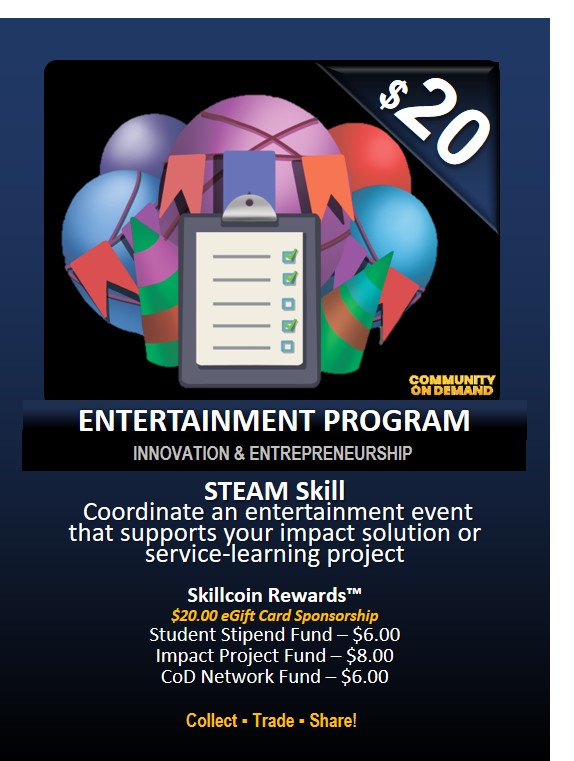 $20
COMMUNITY
ON DEMAND
ENTERTAINMENT PROGRAM
INNOVATION & ENTREPRENEURSHIP
STEAM Skill
Coordinate an entertainment event
that supports your impact solution or
service-learning project
Skillcoin Rewards™
$20.00 eGift Card Sponsorship
Student Stipend Fund – $6.00
Impact Project Fund – $8.00
CoD Network Fund – $6.00
Collect ▪ Trade ▪ Share!